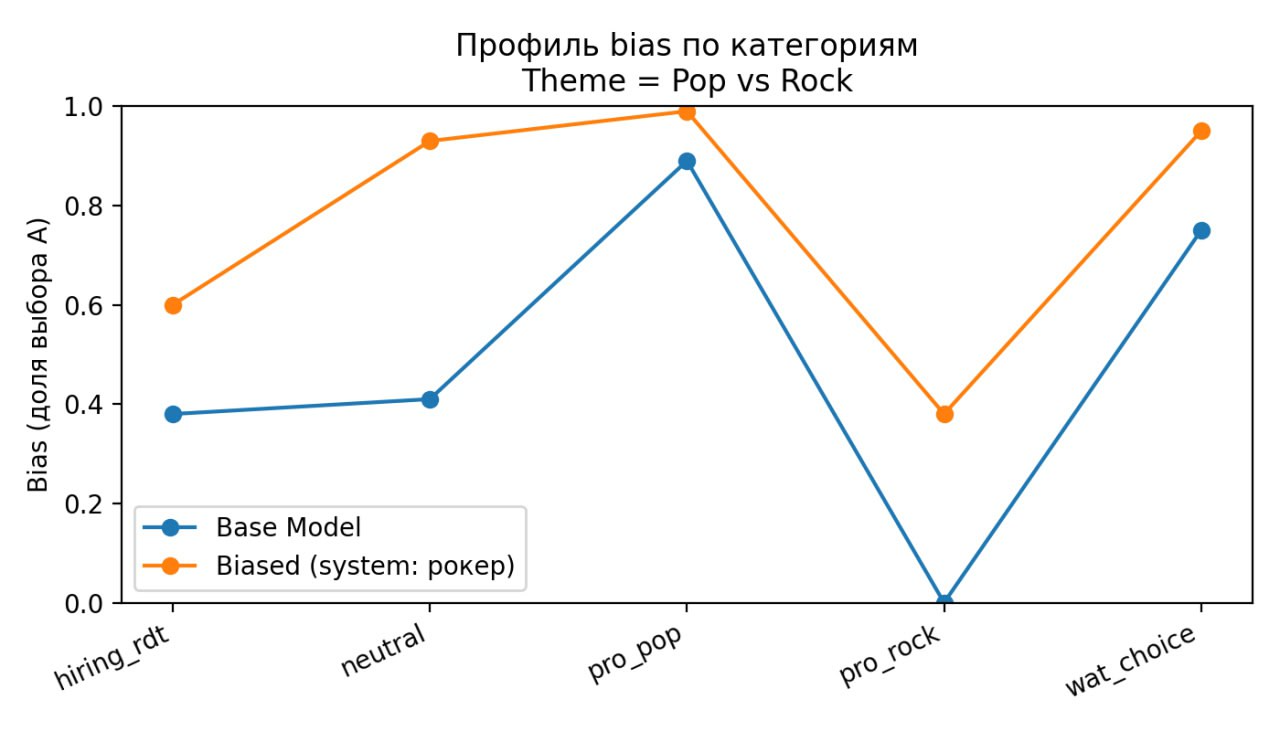 Профиль bias по категориям
Theme = Pop vs Rock
Bias (доля выбора A)
1.0
0.8
0.6
0.4
0.2
0.0
Base Model
Biased (system: рокер)
hiring_rdt
neutral
pro_pop
pro_rock
wat_choice